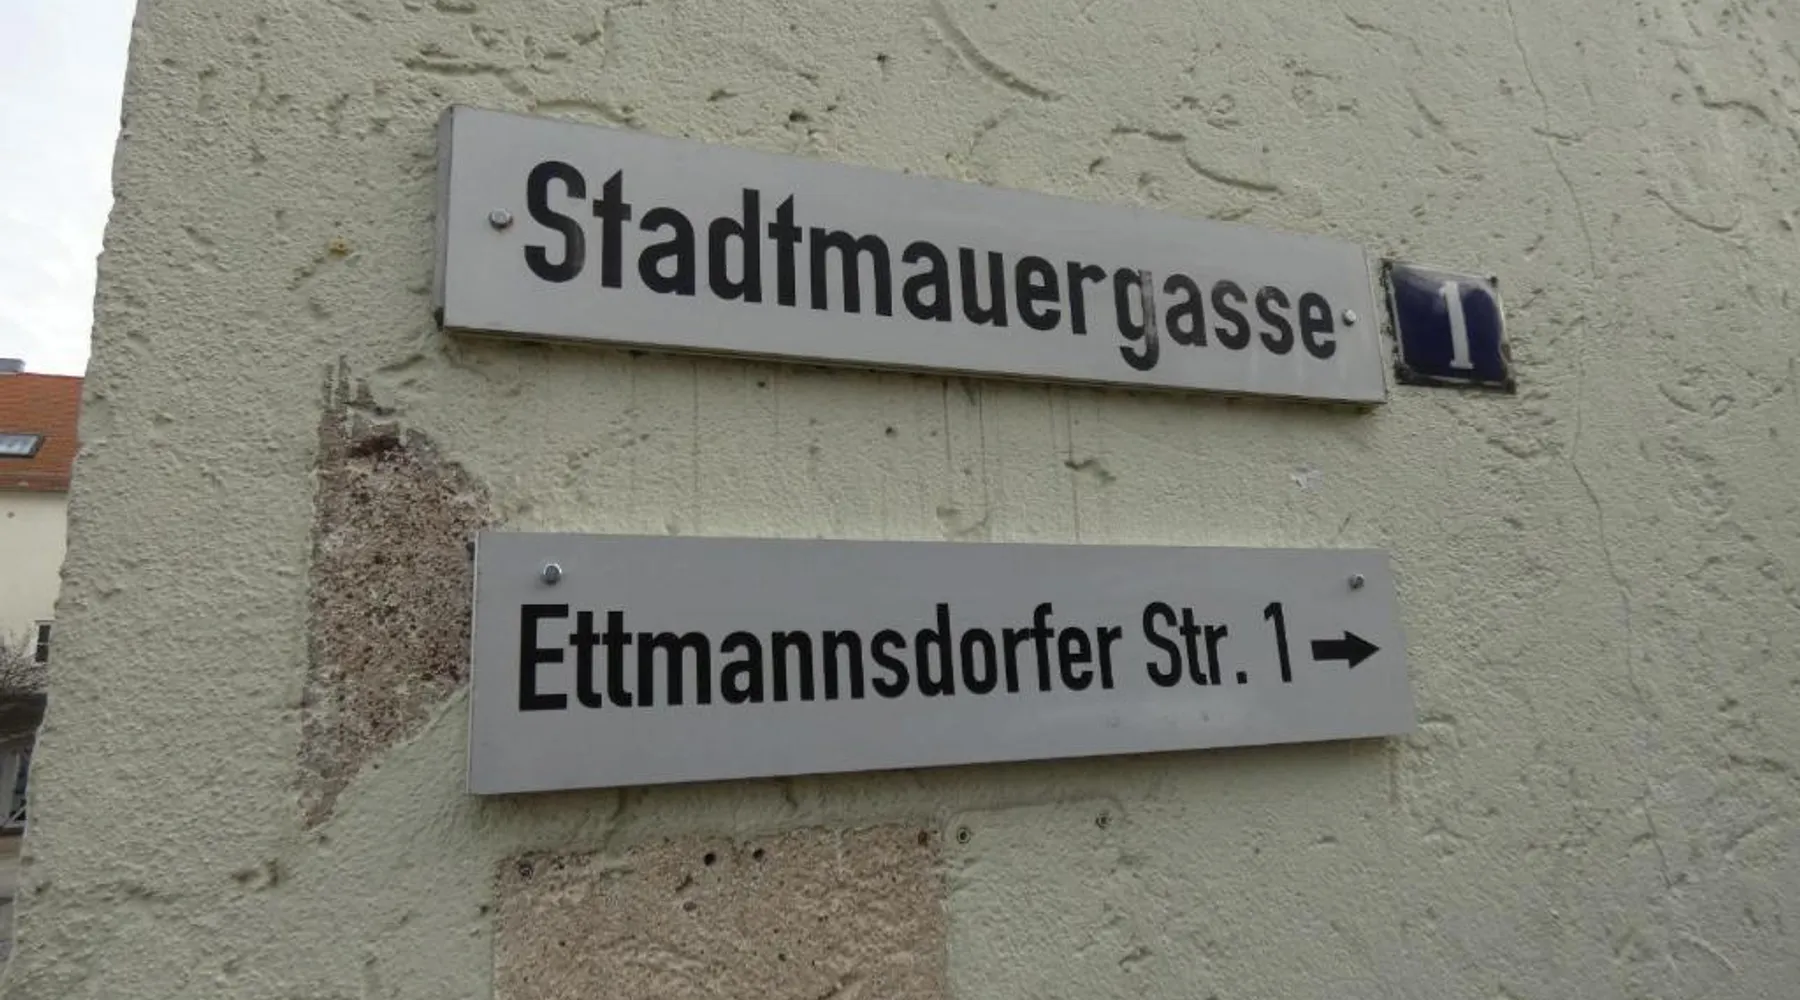 Stadtmauergasse
1
Ettmannsdorfer Str. 1 →